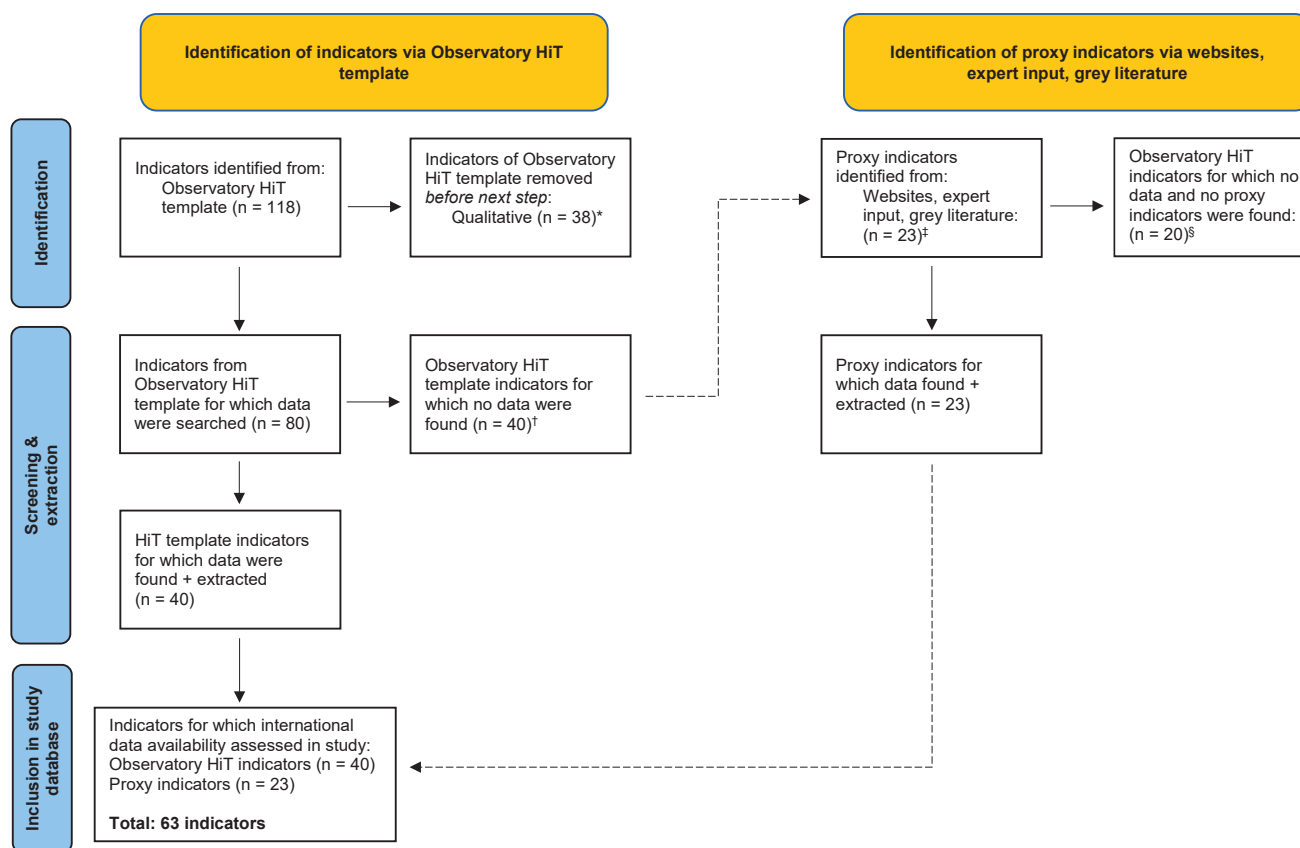 Identification of indicators via Observatory HiT
template
Identification of proxy indicators via websites,
expert input, grey literature
Identification
Indicators identified from:
Observatory HiT
template (n = 118)
Indicators of Observatory
HiT template removed
before next step:
Qualitative (n = 38)*
Proxy indicators
identified from:
Websites, expert
input, grey literature:
(n = 23)‡
Observatory HiT
indicators for which no
data and no proxy
indicators were found:
(n = 20)§
Screening &
extraction
Indicators from
Observatory HiT
template for which data
were searched (n = 80)
Observatory HiT
template indicators for
which no data were
found (n = 40)†
Proxy indicators for
which data found +
extracted (n = 23)
HiT template indicators
for which data were
found + extracted
(n = 40)
Inclusion in study
database
Indicators for which international
data availability assessed in study:
Observatory HiT indicators (n = 40)
Proxy indicators (n = 23)
Total: 63 indicators